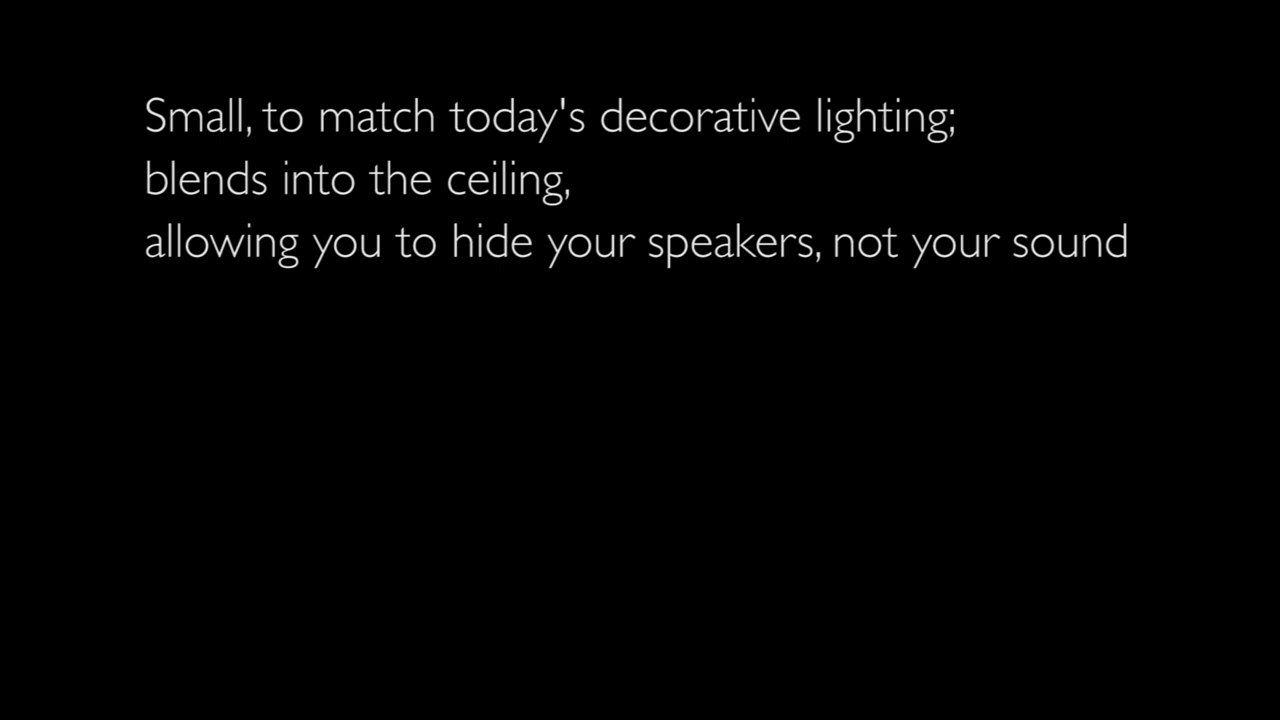 Small, to match today's decorative lighting;
blends into the ceiling,
allowing you to hide your speakers, not your sound